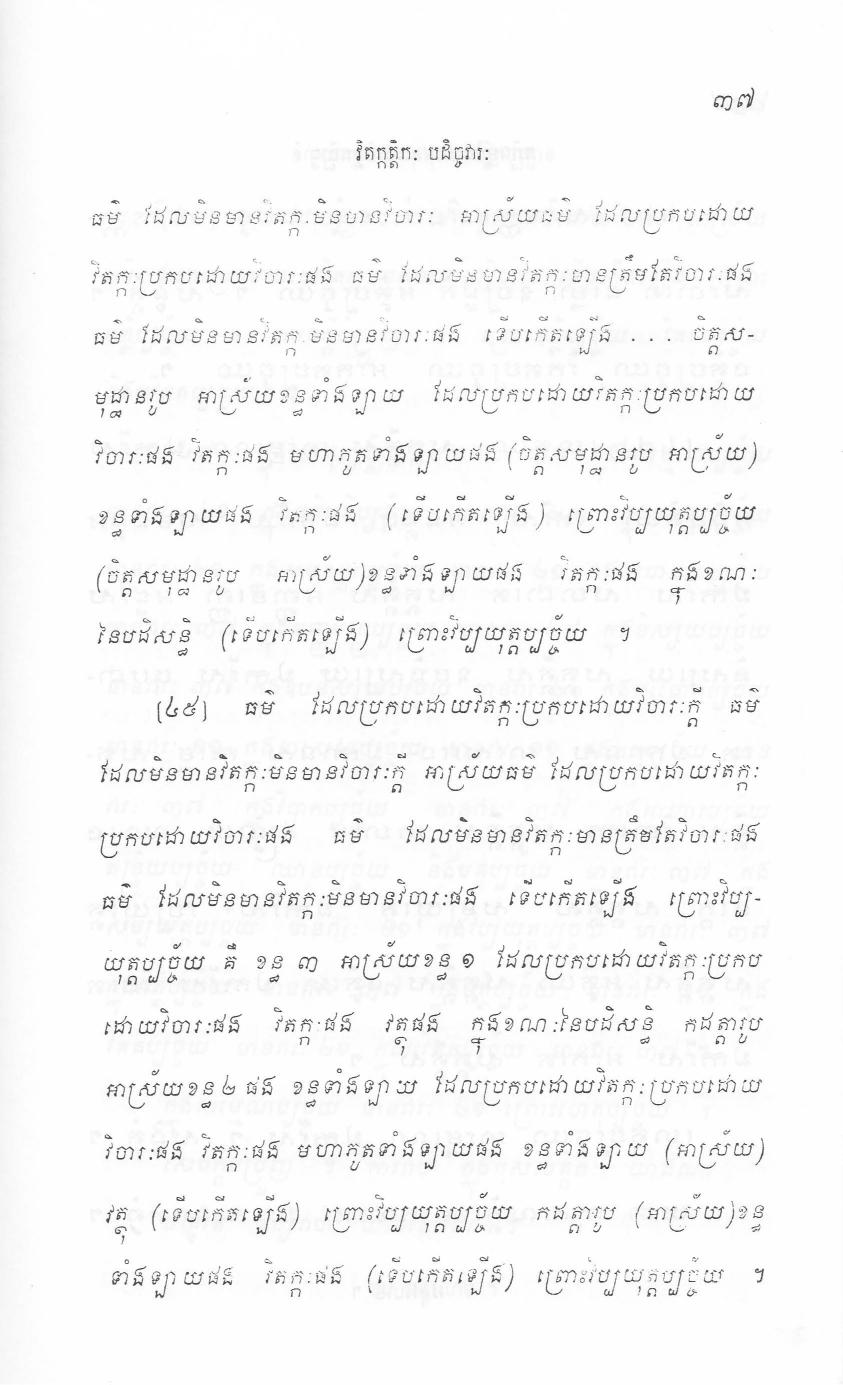 ៣៧
វិតក្កត្តិកៈ បដិច្ចវារៈ
ធម៌ ដែលមិនមានវិតក្កៈមិនមានវិចារៈ អាស្រ័យធម៌ ដែលប្រកបដោយ
វិតក្កៈប្រកបដោយវិចារៈផង ធម៌ ដែលមិនមានវិតក្កៈមានត្រឹមតែវិចារៈផង
ធម៌ ដែលមិនមានវិតក្កៈមិនមានវិចារៈផង ទើបកើតឡើង . . . ចិត្តស-
មុដ្ឋានរូប អាស្រ័យខន្ធទាំងឡាយ ដែលប្រកបដោយវិតក្កៈប្រកបដោយ
វិចារៈផង វិតក្កៈផង មហាភូតទាំងឡាយផង (ចិត្តសមុដ្ឋានរូប អាស្រ័យ)
ខន្ធទាំងឡាយផង វិតក្កៈផង (ទើបកើតឡើង) ព្រោះវិប្បយុត្តប្បច្ច័យ
(ចិត្តសមុដ្ឋានរូប អាស្រ័យ)ខន្ធទាំងឡាយផង វិតក្កៈផង ក្នុងខណៈ
នៃបដិសន្ធិ (ទើបកើតឡើង) ព្រោះវិប្បយុត្តប្បច្ច័យ ។
[៤៥] ធម៌ ដែលប្រកបដោយវិតក្កៈប្រកបដោយវិចារៈក្តី ធម៌
ដែលមិនមានវិតក្កៈមិនមានវិចារៈក្តី អាស្រ័យធម៌ ដែលប្រកបដោយវិតក្កៈ
ប្រកបដោយវិចារៈផង ធម៌ ដែលមិនមានវិតក្កៈមានត្រឹមតែវិចារៈផង
ធម៌ ដែលមិនមានវិតក្កៈមិនមានវិចារៈផង ទើបកើតឡើង ព្រោះវិប្ប-
យុត្តប្បច្ច័យ គឺ ខន្ធ ៣ អាស្រ័យខន្ធ ១ ដែលប្រកបដោយវិតក្កៈប្រកប
ដោយវិចារៈផង វិតក្កៈផង វត្ថុផង ក្នុងខណៈនៃបដិសន្ធិ កដត្តារូប
អាស្រ័យខន្ធ២ ផង ខន្ធទាំងឡាយ ដែលប្រកបដោយវិតក្កៈប្រកបដោយ
វិចារៈផង វិតក្កៈផង មហាភូតទាំងឡាយផង ខន្ធទាំងឡាយ (អាស្រ័យ)
វត្ថុ (ទើបកើតឡើង) ព្រោះវិប្បយុត្តប្បច្ច័យ កដត្តារូប (អាស្រ័យ)ខន្ធ
ទាំងឡាយផង វិតក្កៈផង (ទើបកើតឡើង) ព្រោះវិប្បយុត្តប្បច្ច័យ ។